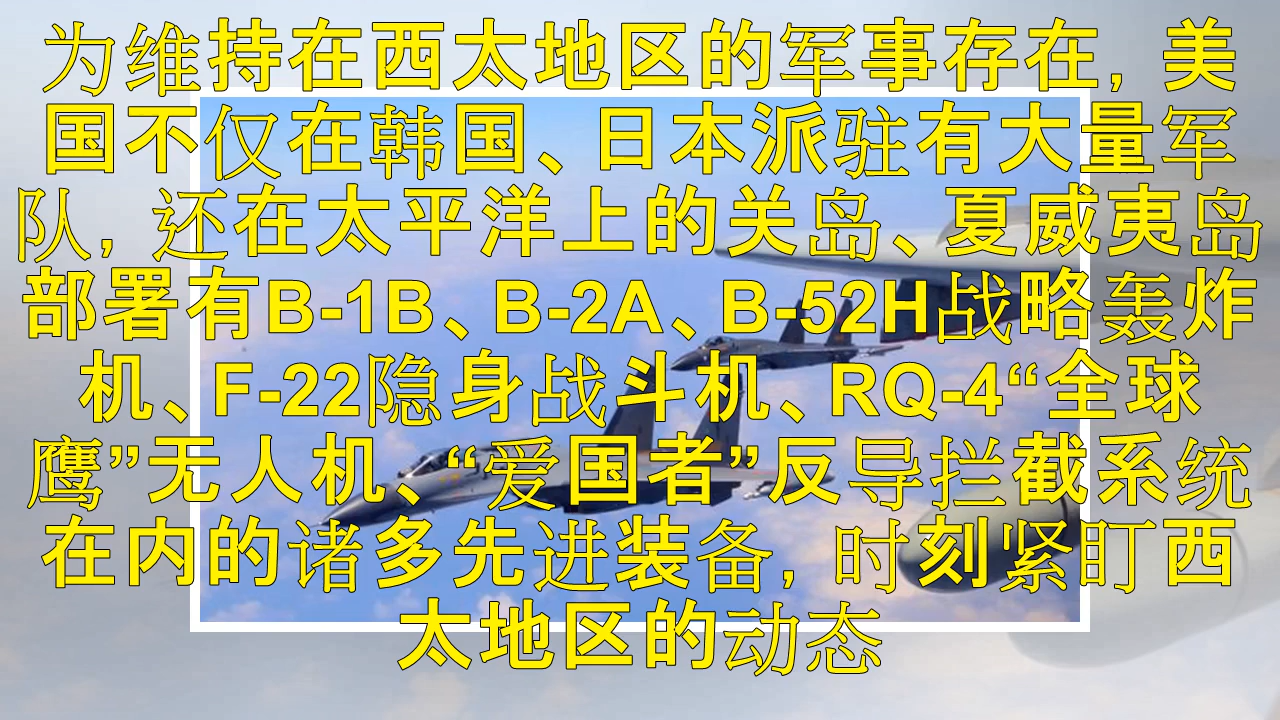 为维持在西太地区的军事存在，美
国不仅在韩国、日本派驻有大量军
队，还在太平洋上的关岛、夏威夷岛
部署有B-1B、B-2A、B-52H战略轰炸
机、F-22隐身战斗机、RQ-4“全球
鹰”无人机、“爱国者”反导拦截系统
在内的诸多先进装备，时刻紧盯西
太地区的动态